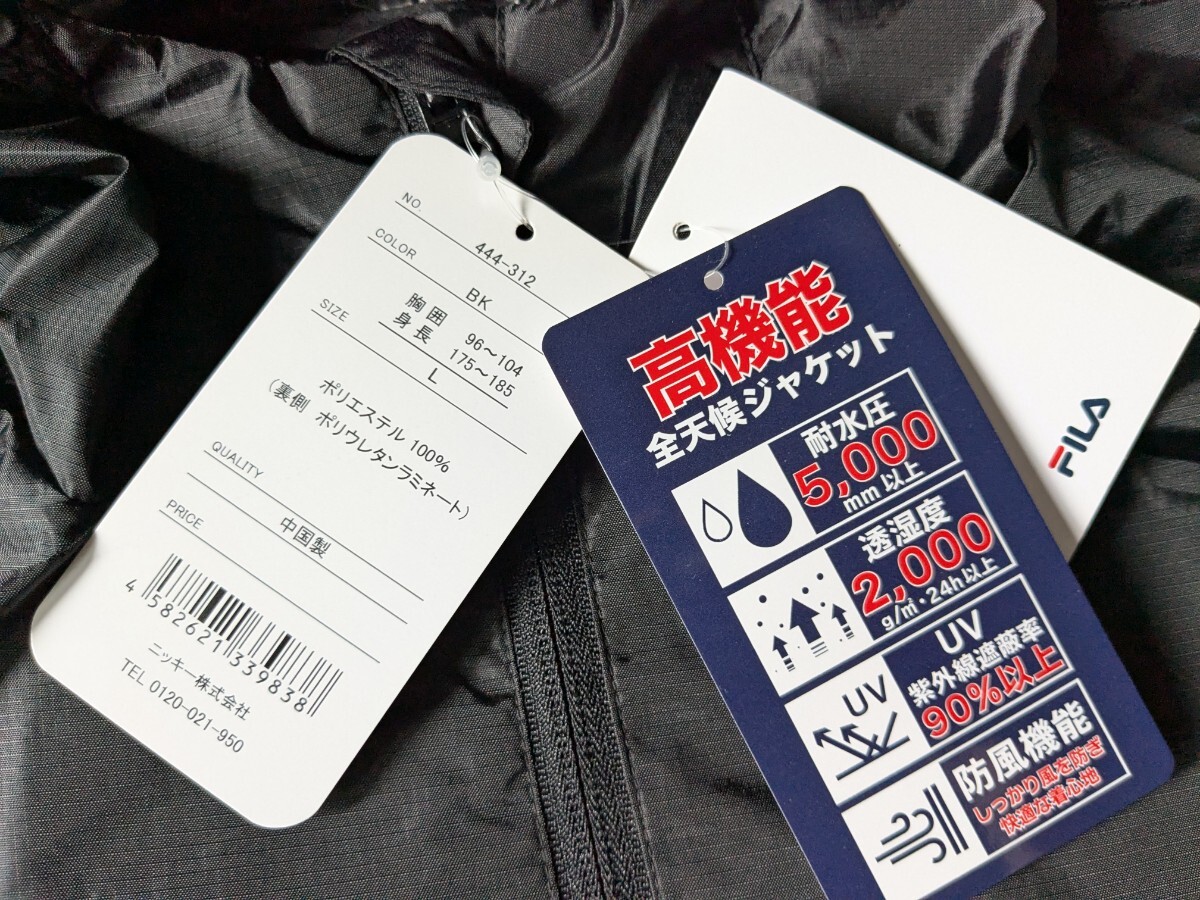 NO.
444-312
COLOR
BK
SIZE
胸囲 96～104
身長 175～185
L
ポリエステル 100%
(裏側 ポリウレタンラミネート)
QUALITY
中国製
PRICE
4 582621 339838
ニッキー株式会社
TEL 0120-021-950
高機能
全天候ジャケット
耐水圧
5,000
mm以上
透湿度
2,000
g/㎡・24h以上
UV
UV
紫外線遮蔽率
90%以上
防風機能
しっかり風を防ぎ
快適な着心地
FILA